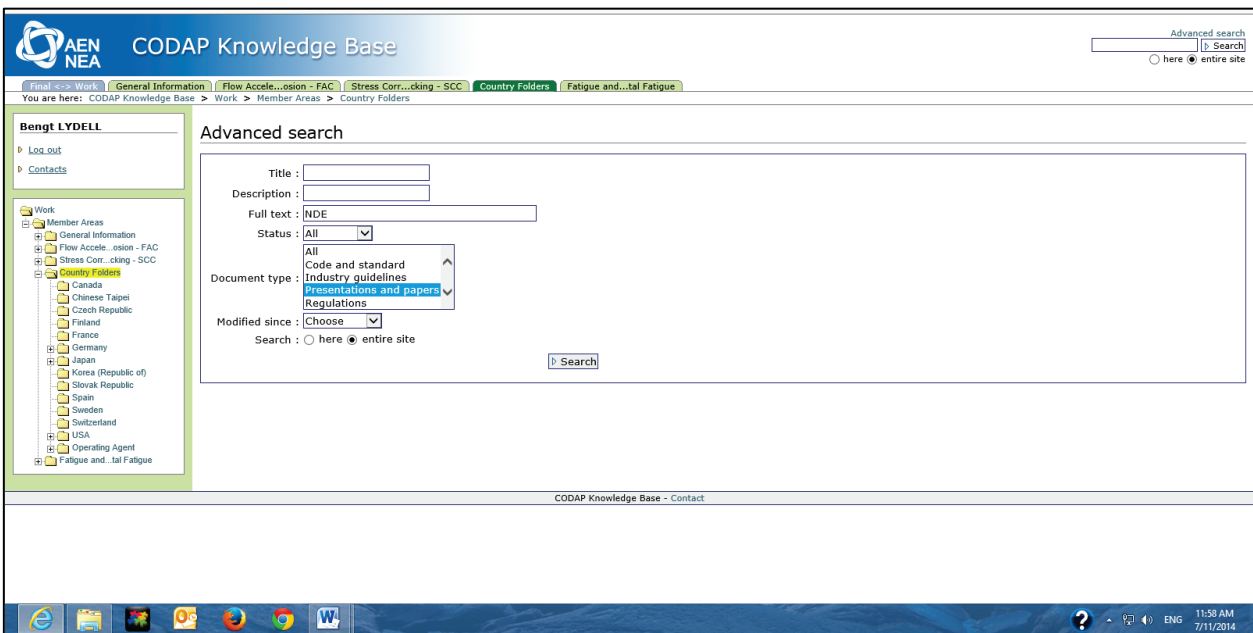 AEN
NEA
CODAP Knowledge Base
Advanced search
Search
here entire site
Final <-> Work General Information Flow Accele...osion - FAC Stress Corr...cking - SCC Country Folders Fatigue and...tal Fatigue
You are here: CODAP Knowledge Base > Work > Member Areas > Country Folders
Bengt LYDELL
Log out
Contacts
Work
Member Areas
General Information
Flow Accele...osion - FAC
Stress Corr...cking - SCC
Country Folders
Canada
Chinese Taipei
Czech Republic
Finland
France
Germany
Japan
Korea (Republic of)
Slovak Republic
Spain
Sweden
Switzerland
USA
Operating Agent
Fatigue and...tal Fatigue
Advanced search
Title :
Description :
Full text : NDE
Status : All
Document type :
All
Code and standard
Industry guidelines
Presentations and papers
Regulations
Modified since : Choose
Search : here entire site
Search
CODAP Knowledge Base - Contact
ENG
11:58 AM
7/11/2014